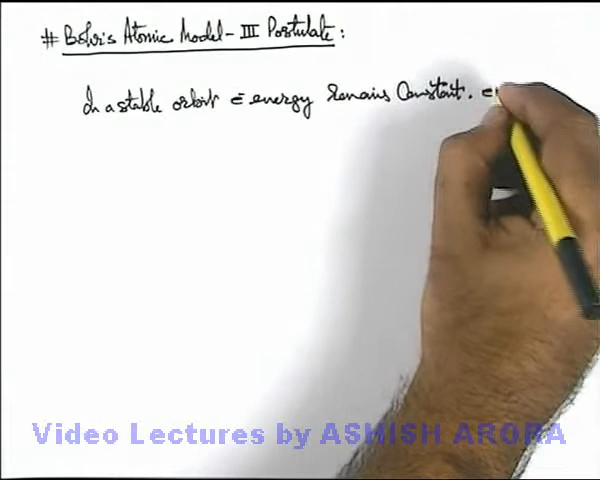 # Bohr's Atomic Model - III Postulate :
In a stable orbit ē energy remains Constant. e
Video Lectures by ASHISH ARORA